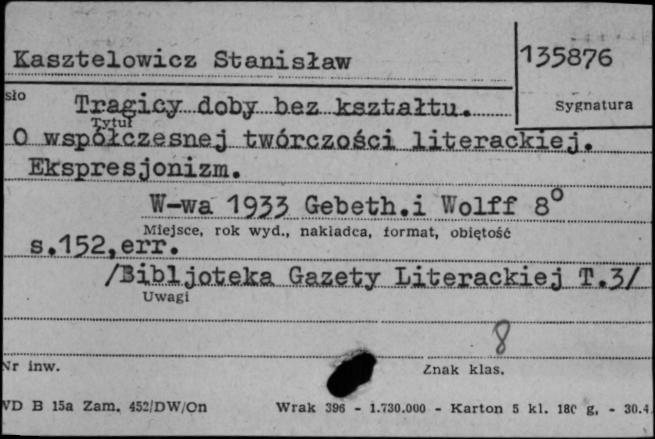 Kasztelowicz Stanisław
135876
sło
Tragicy doby bez kształtu.
Sygnatura
Tytuł
O współczesnej twórczości literackiej.
Ekspresjonizm.
W-wa 1933 Gebeth.i Wolff 8°
Miejsce, rok wyd., nakładca, format, objętość
s.152,err.
/Bibljoteka Gazety Literackiej T.3/
Uwagi
8
Nr inw.
Znak klas.
VD B 15a Zam. 452/DW/On Wrak 396 - 1.730.000 - Karton 5 kl. 180 g, - 30.4